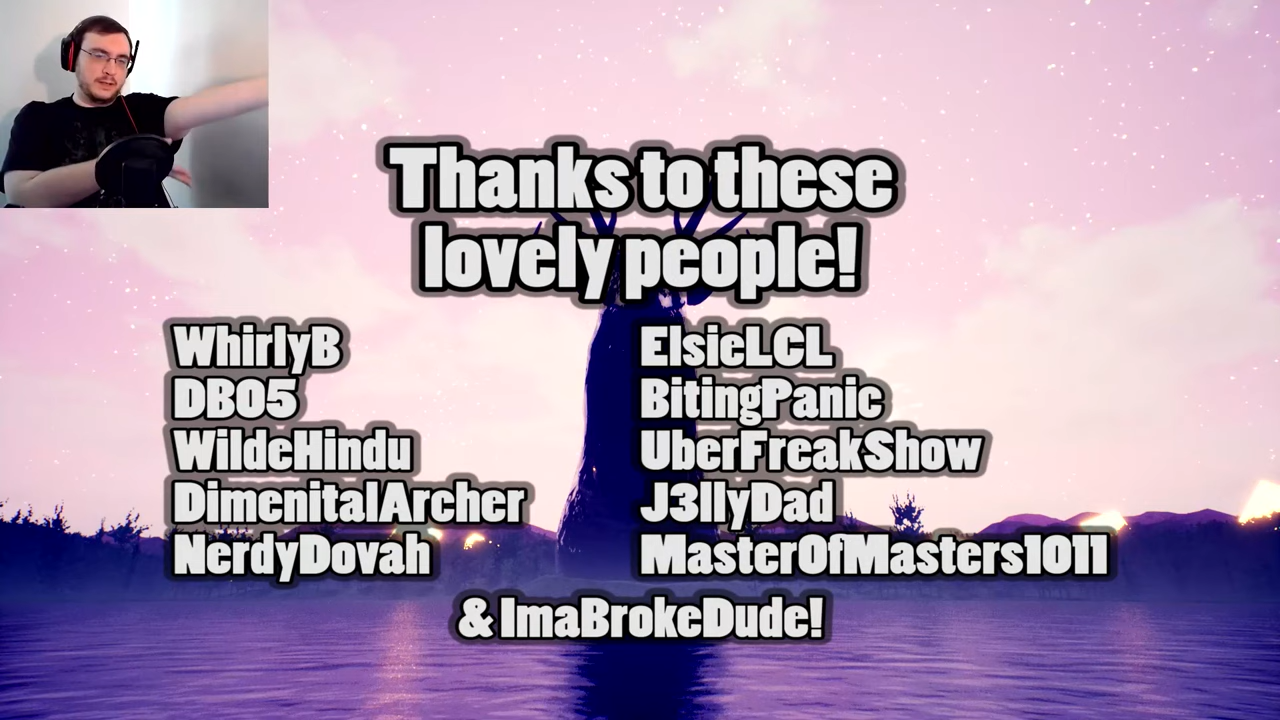 Thanks to these
lovely people!
WhirlyB
DB05
WildeHindu
DimenitalArcher
NerdyDovah
ElsieLCL
BitingPanic
UberFreakShow
J3llyDad
MasterOfMasters1011
& ImaBrokeDude!